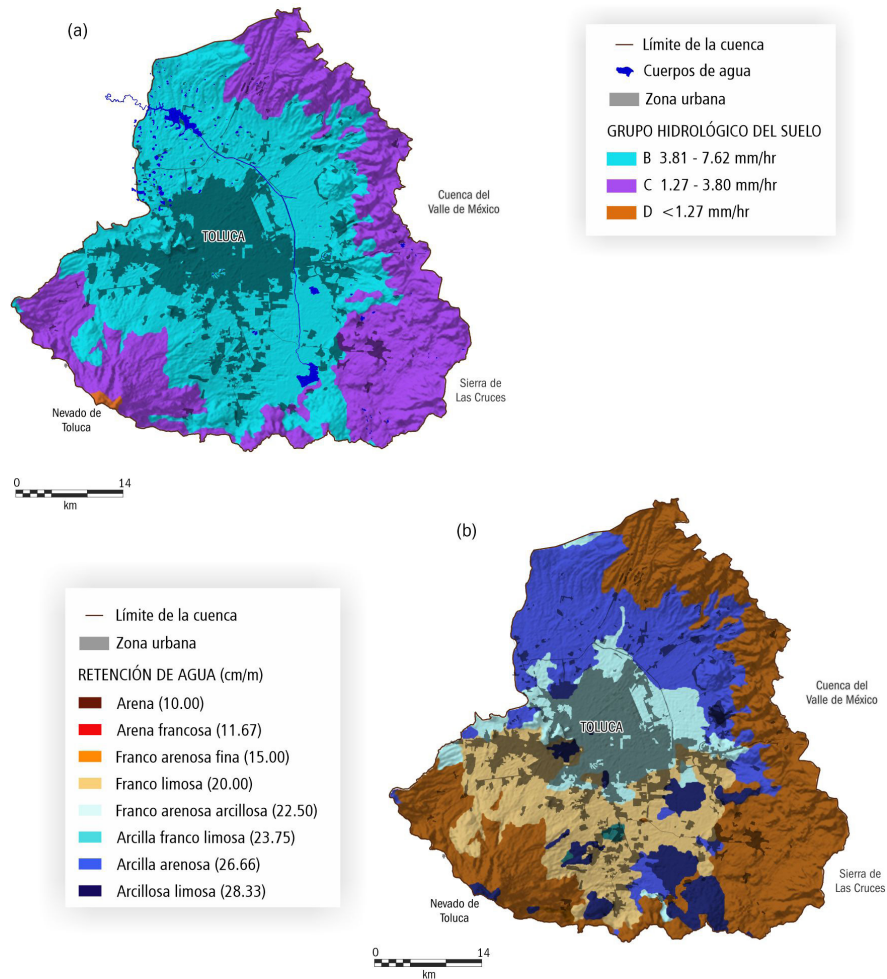 (a)
Límite de la cuenca
Cuerpos de agua
Zona urbana
GRUPO HIDROLÓGICO DEL SUELO
B 3.81 - 7.62 mm/hr
C 1.27 - 3.80 mm/hr
D <1.27 mm/hr
Cuenca del
Valle de México
TOLUCA
Sierra de
Las Cruces
Nevado de
Toluca
0 14
km
(b)
Límite de la cuenca
Zona urbana
RETENCIÓN DE AGUA (cm/m)
Arena (10.00)
Arena francosa (11.67)
Franco arenosa fina (15.00)
Franco limosa (20.00)
Franco arenosa arcillosa (22.50)
Arcilla franco limosa (23.75)
Arcilla arenosa (26.66)
Arcillosa limosa (28.33)
Cuenca del
Valle de México
TOLUCA
Sierra de
Las Cruces
Nevado de
Toluca
0 14
km